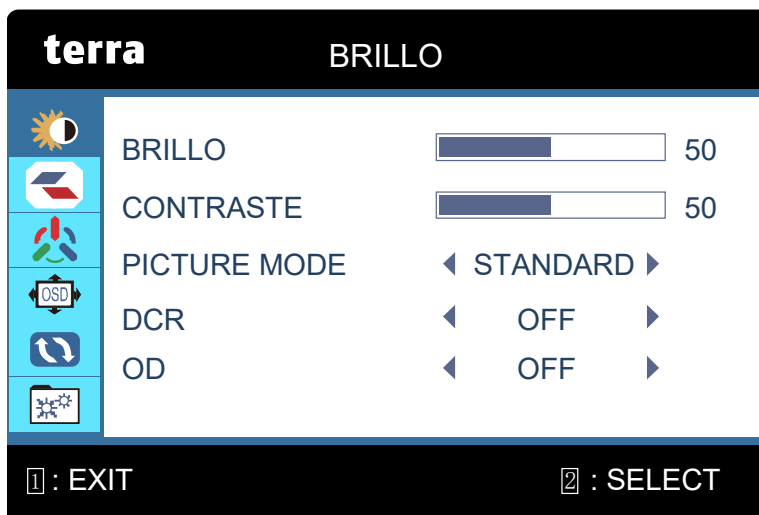 terra BRILLO
BRILLO 50
CONTRASTE 50
PICTURE MODE STANDARD
DCR OFF
OSD
OD OFF
1 : EXIT 2 : SELECT